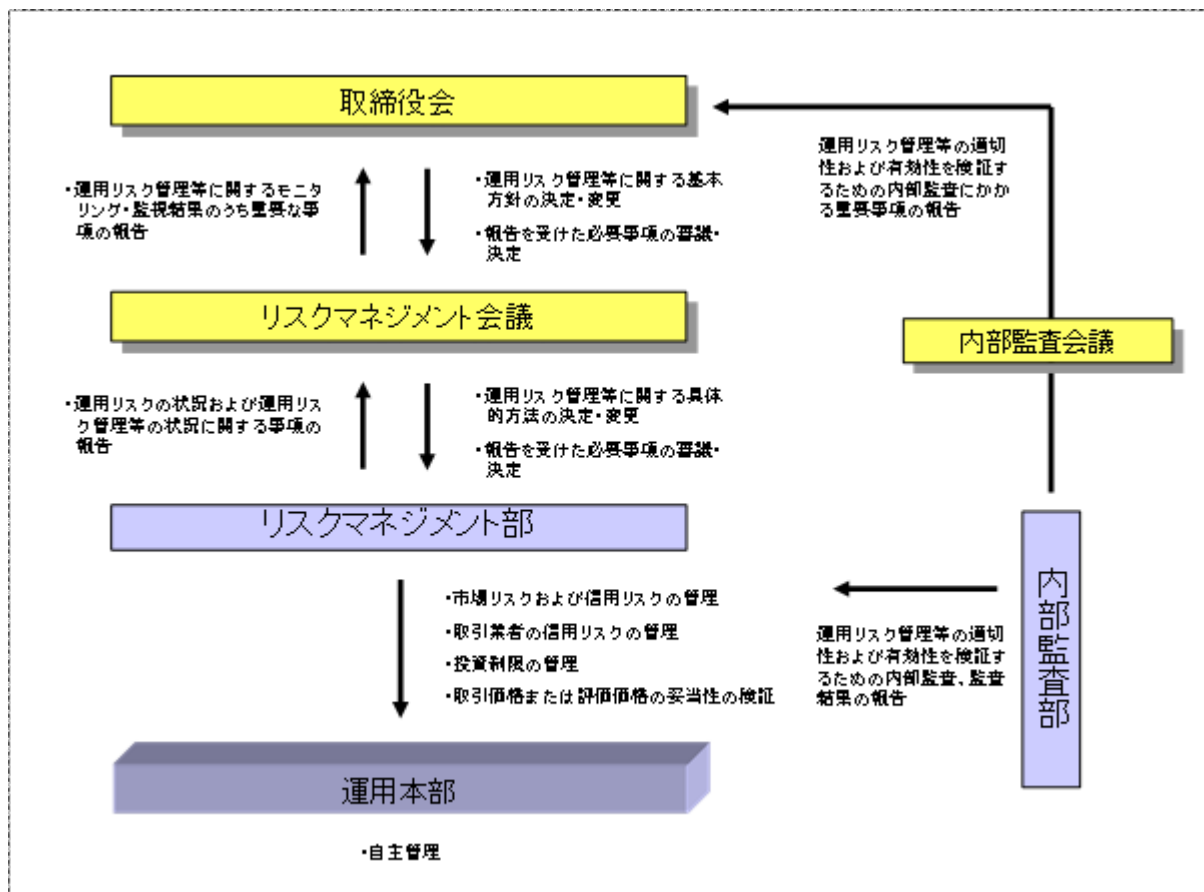 取締役会
・運用リスク管理等に関するモニ
タリング・監視結果のうち重要な事
項の報告
・運用リスク管理等に関する基本
方針の決定・変更
・報告を受けた必要事項の審議・
決定
運用リスク管理等の適切
性および有効性を検証す
るための内部監査にかか
る重要事項の報告
リスクマネジメント会議
内部監査会議
・運用リスクの状況および運用リス
ク管理等の状況に関する事項の
報告
・運用リスク管理等に関する具体
的方法の決定・変更
・報告を受けた必要事項の審議・
決定
リスクマネジメント部
内部監査部
・市場リスクおよび信用リスクの管理
・取引業者の信用リスクの管理
・投資制限の管理
・取引価格または評価価格の妥当性の検証
運用リスク管理等の適切
性および有効性を検証す
るための内部監査、監査
結果の報告
運用本部
・自主管理